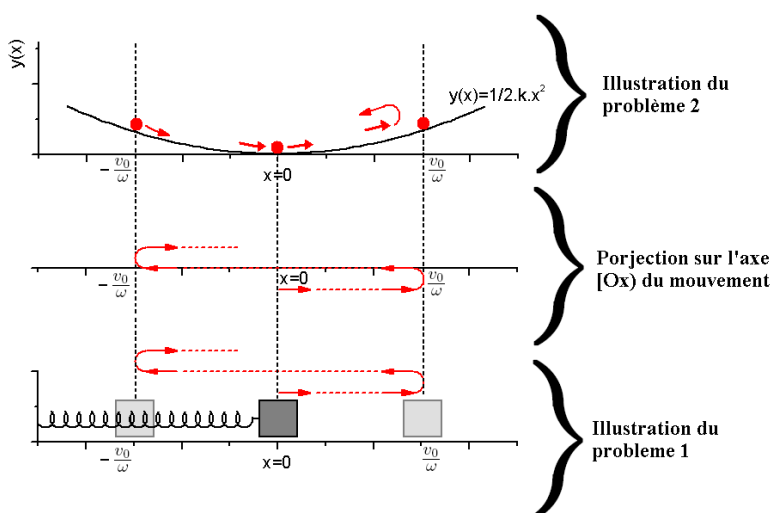 y(x)
y(x)=1/2.k.x²
Illustration du
problème 2
− v₀/ω
x=0
v₀/ω
Porjection sur l'axe
[Ox) du mouvement
− v₀/ω
x=0
v₀/ω
Illustration du
probleme 1
− v₀/ω
x=0
v₀/ω